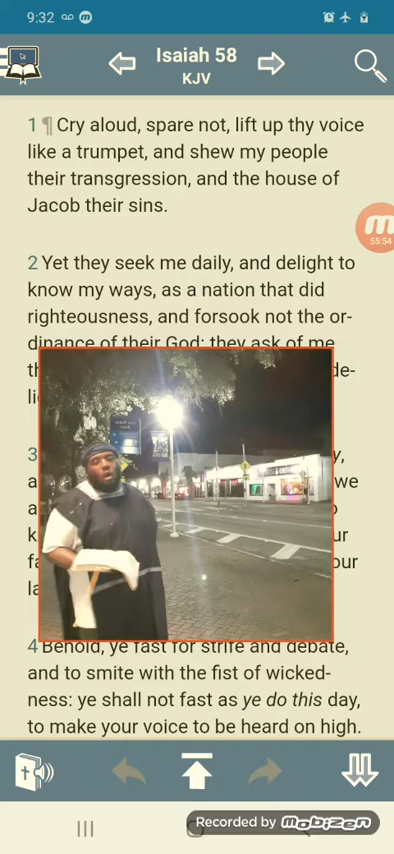 9:32
Isaiah 58
KJV
1 ¶ Cry aloud, spare not, lift up thy voice
like a trumpet, and shew my people
their transgression, and the house of
Jacob their sins.
55:54
2 Yet they seek me daily, and delight to
know my ways, as a nation that did
righteousness, and forsook not the or-
dinance of their God: they ask of me
de-
3
we
4 Behold, ye fast for strife and debate,
and to smite with the fist of wicked-
ness: ye shall not fast as ye do this day,
to make your voice to be heard on high.
Recorded by mobizen